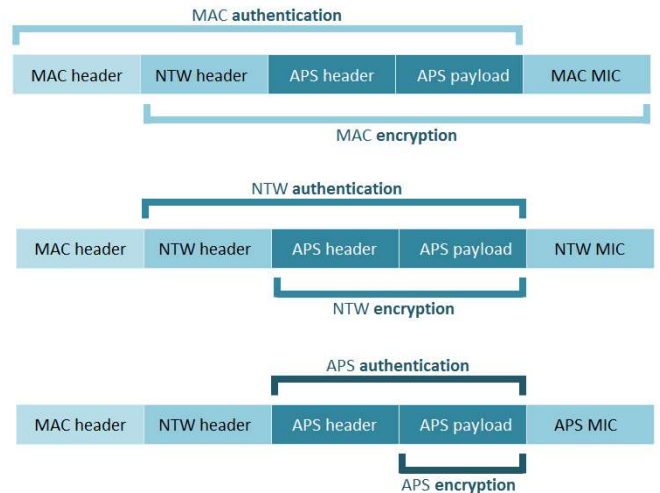 MAC authentication
MAC header NTW header APS header APS payload MAC MIC
MAC encryption
NTW authentication
MAC header NTW header APS header APS payload NTW MIC
NTW encryption
APS authentication
MAC header NTW header APS header APS payload APS MIC
APS encryption